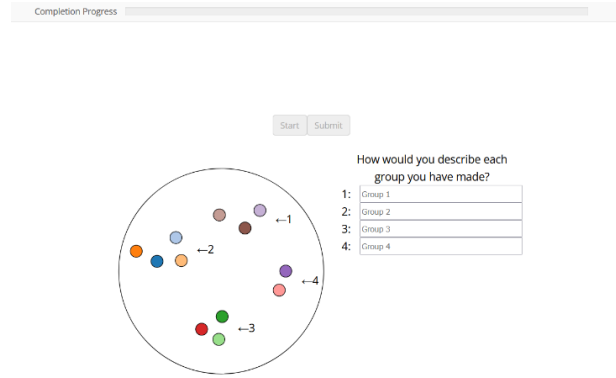 Completion Progress
Start Submit
How would you describe each
group you have made?
1: Group 1
2: Group 2
3: Group 3
4: Group 4
←1
←2
←4
←3